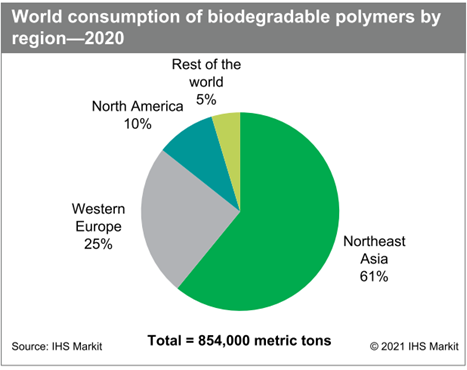 World consumption of biodegradable polymers by
region—2020
Rest of the
world
5%
North America
10%
Western
Europe
25%
Northeast
Asia
61%
Total = 854,000 metric tons
Source: IHS Markit
© 2021 IHS Markit